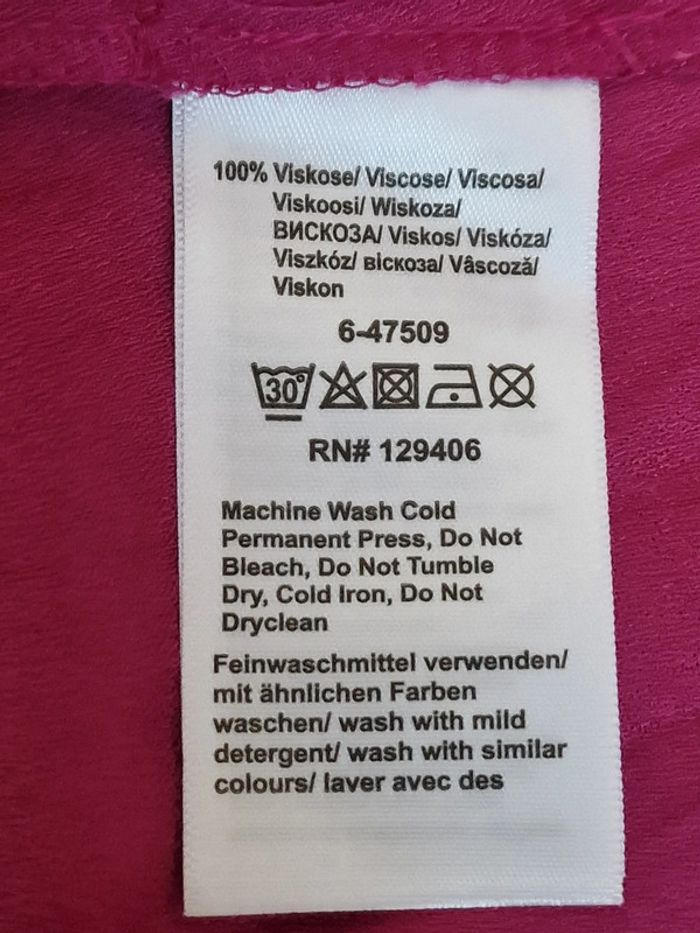 100% Viskose/ Viscose/ Viscosa/
Viskoosi/ Wiskoza/
ВИСКОЗА/ Viskos/ Viskóza/
Viszkóz/ віскоза/ Vâscoză/
Viskon
6-47509
30°
RN# 129406
Machine Wash Cold
Permanent Press, Do Not
Bleach, Do Not Tumble
Dry, Cold Iron, Do Not
Dryclean
Feinwaschmittel verwenden/
mit ähnlichen Farben
waschen/ wash with mild
detergent/ wash with similar
colours/ laver avec des